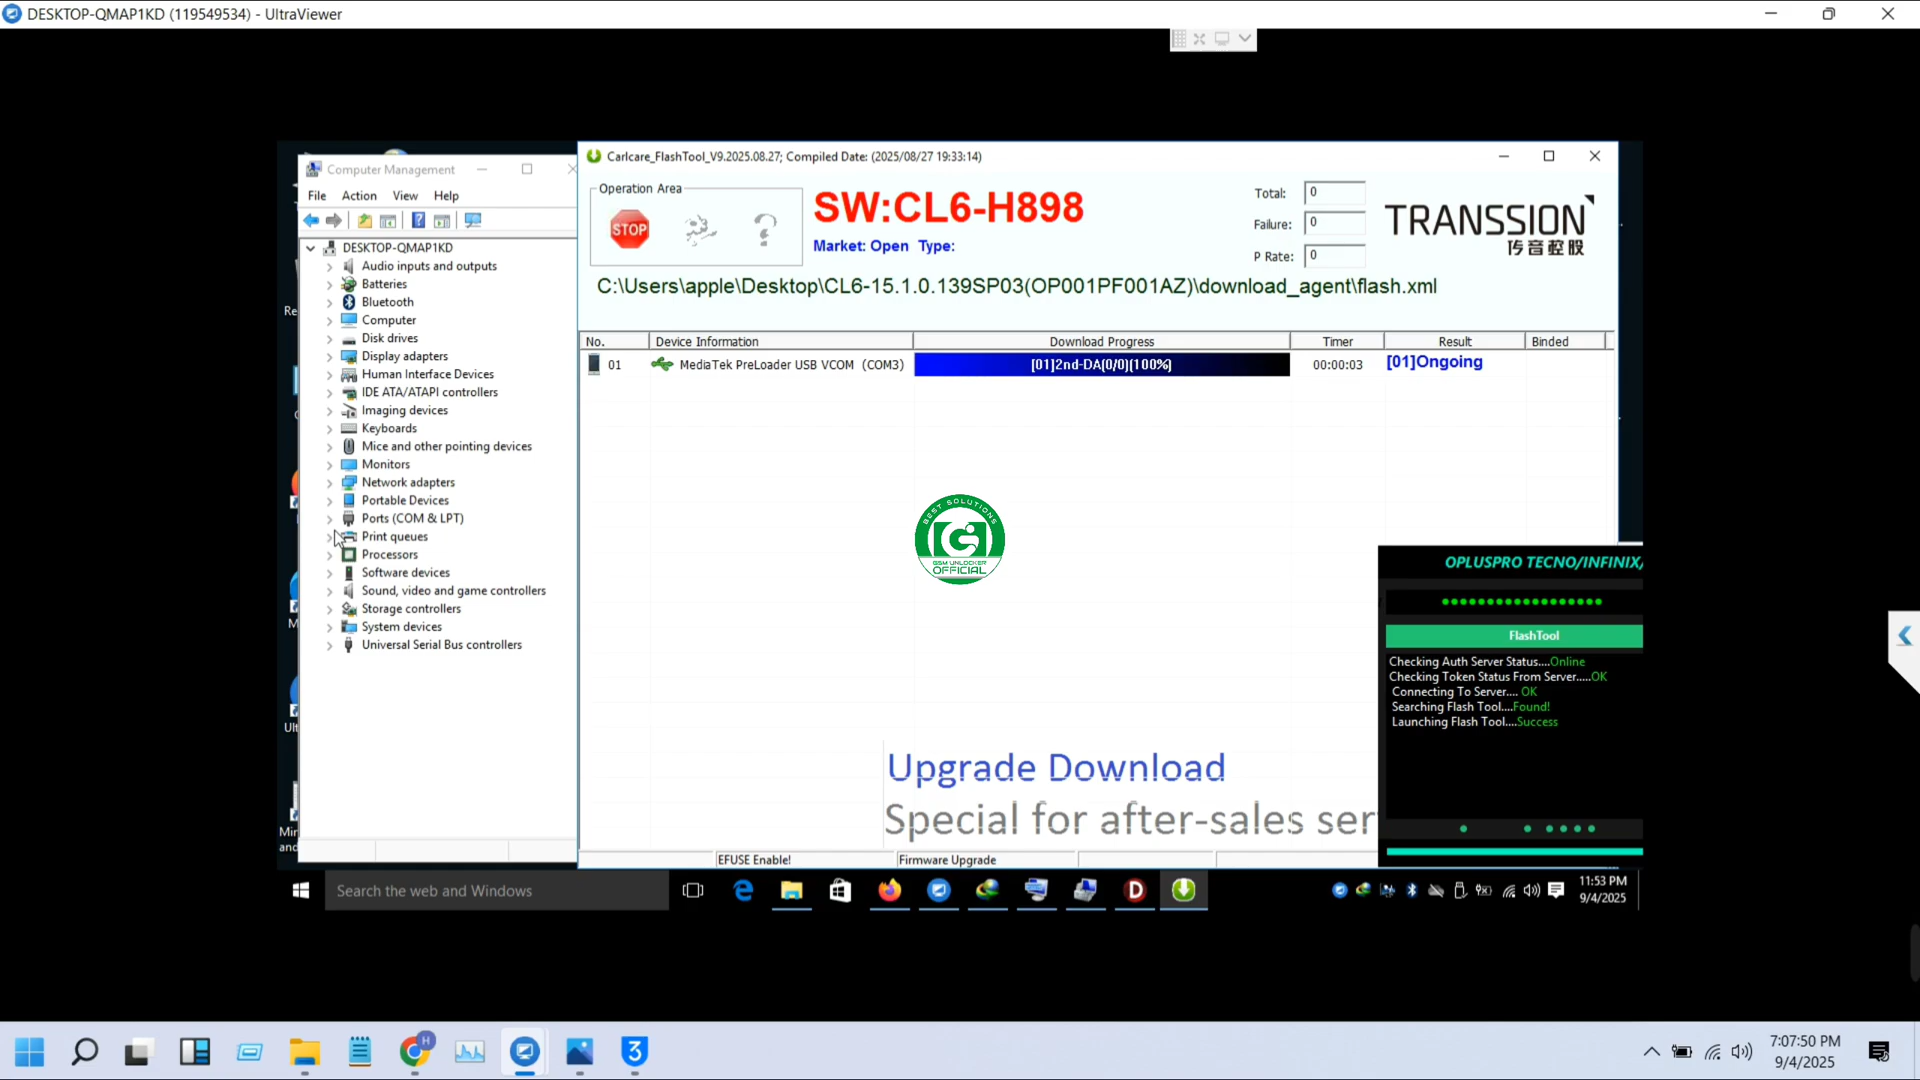 DESKTOP-QMAP1KD (119549534) - UltraViewer
Computer Management
File Action View Help
DESKTOP-QMAP1KD
Audio inputs and outputs
Batteries
Bluetooth
Computer
Disk drives
Display adapters
Human Interface Devices
IDE ATA/ATAPI controllers
Imaging devices
Keyboards
Mice and other pointing devices
Monitors
Network adapters
Portable Devices
Ports (COM & LPT)
Print queues
Processors
Software devices
Sound, video and game controllers
Storage controllers
System devices
Universal Serial Bus controllers
Carlcare_FlashTool_V9.2025.08.27; Compiled Date: (2025/08/27 19:33:14)
Operation Area
STOP
SW:CL6-H898
Market: Open Type:
Total: 0
Failure: 0
P Rate: 0
TRANSSION
传音控股
C:\Users\apple\Desktop\CL6-15.1.0.139SP03(OP001PF001AZ)\download_agent\flash.xml
No. Device Information Download Progress Timer Result Binded
01 MediaTek PreLoader USB VCOM (COM3) [01]2nd-DA[0/0](100%) 00:00:03 [01]Ongoing
BEST SOLUTIONS
GSM UNLOCKER
OFFICIAL
Upgrade Download
Special for after-sales ser
EFUSE Enable! Firmware Upgrade
OPLUSPRO TECNO/INFINIX/
FlashTool
Checking Auth Server Status....Online
Checking Token Status From Server.....OK
Connecting To Server.... OK
Searching Flash Tool....Found!
Launching Flash Tool....Success
Re
M
Ult
Min
and
Search the web and Windows
D
11:53 PM
9/4/2025
H
3
7:07:50 PM
9/4/2025